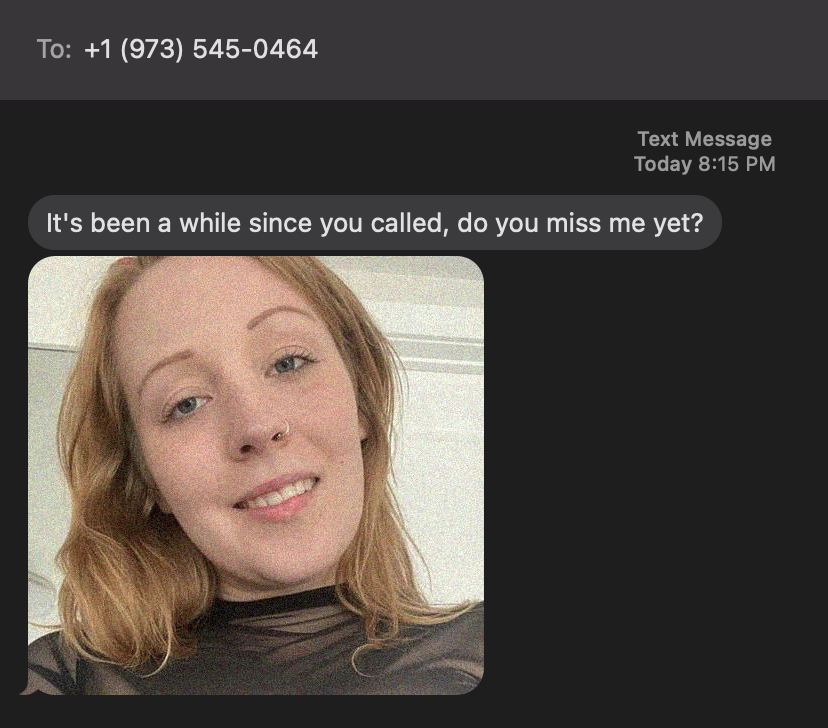 To: +1 (973) 545-0464
Text Message
Today 8:15 PM
It's been a while since you called, do you miss me yet?